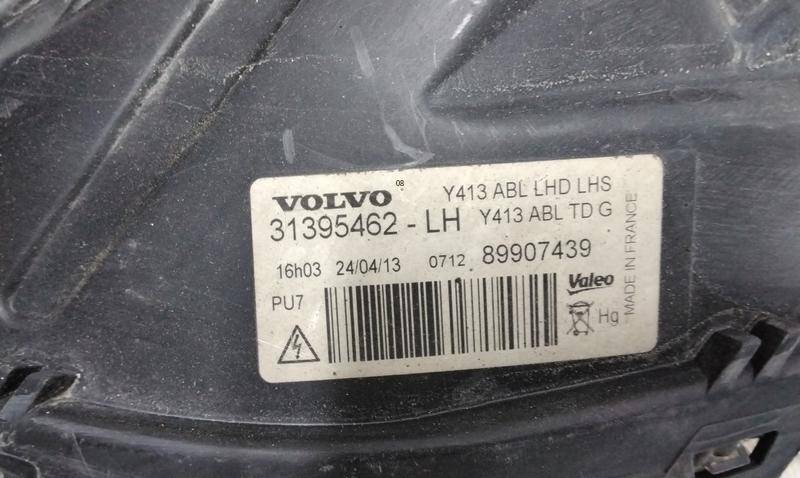 VOLVO 08 Y413 ABL LHD LHS
31395462 - LH Y413 ABL TD G
16h03 24/04/13 0712 89907439
PU7
Valeo
Hg
MADE IN FRANCE